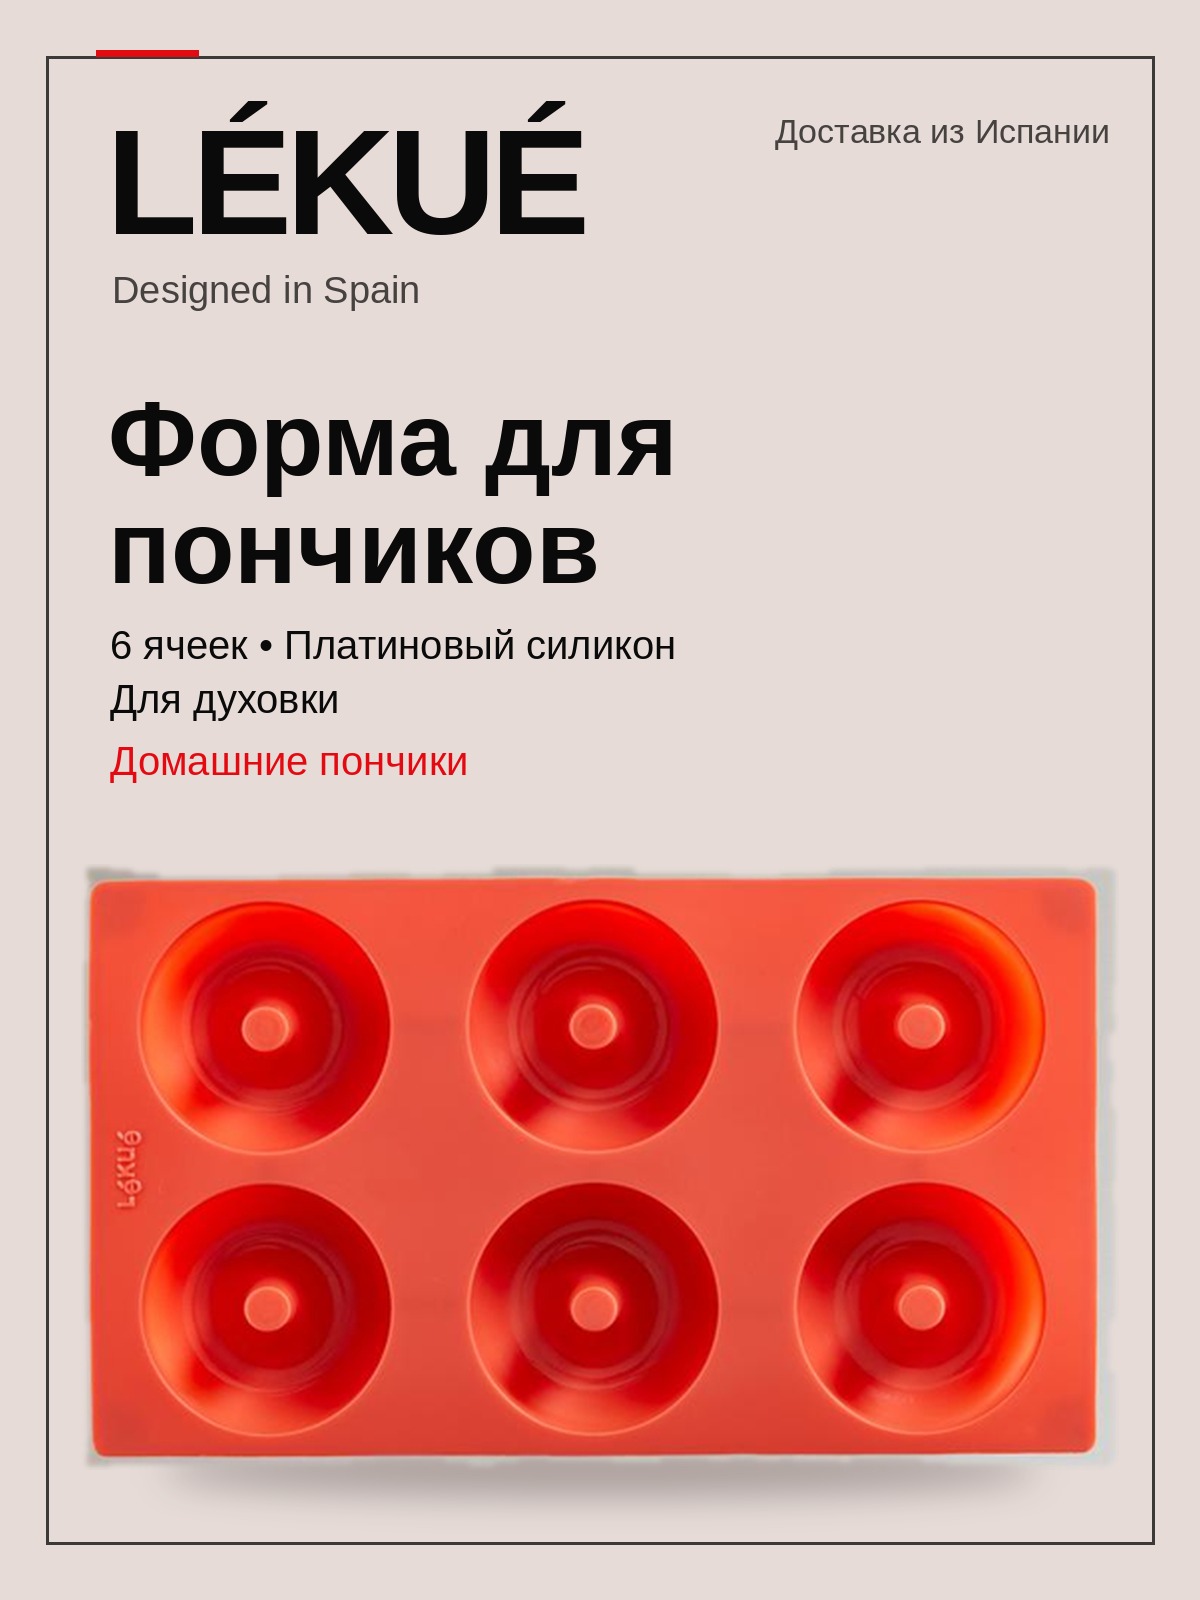 LÉKUÉ
Доставка из Испании
Designed in Spain
Форма для
пончиков
6 ячеек • Платиновый силикон
Для духовки
Домашние пончики
Lékué